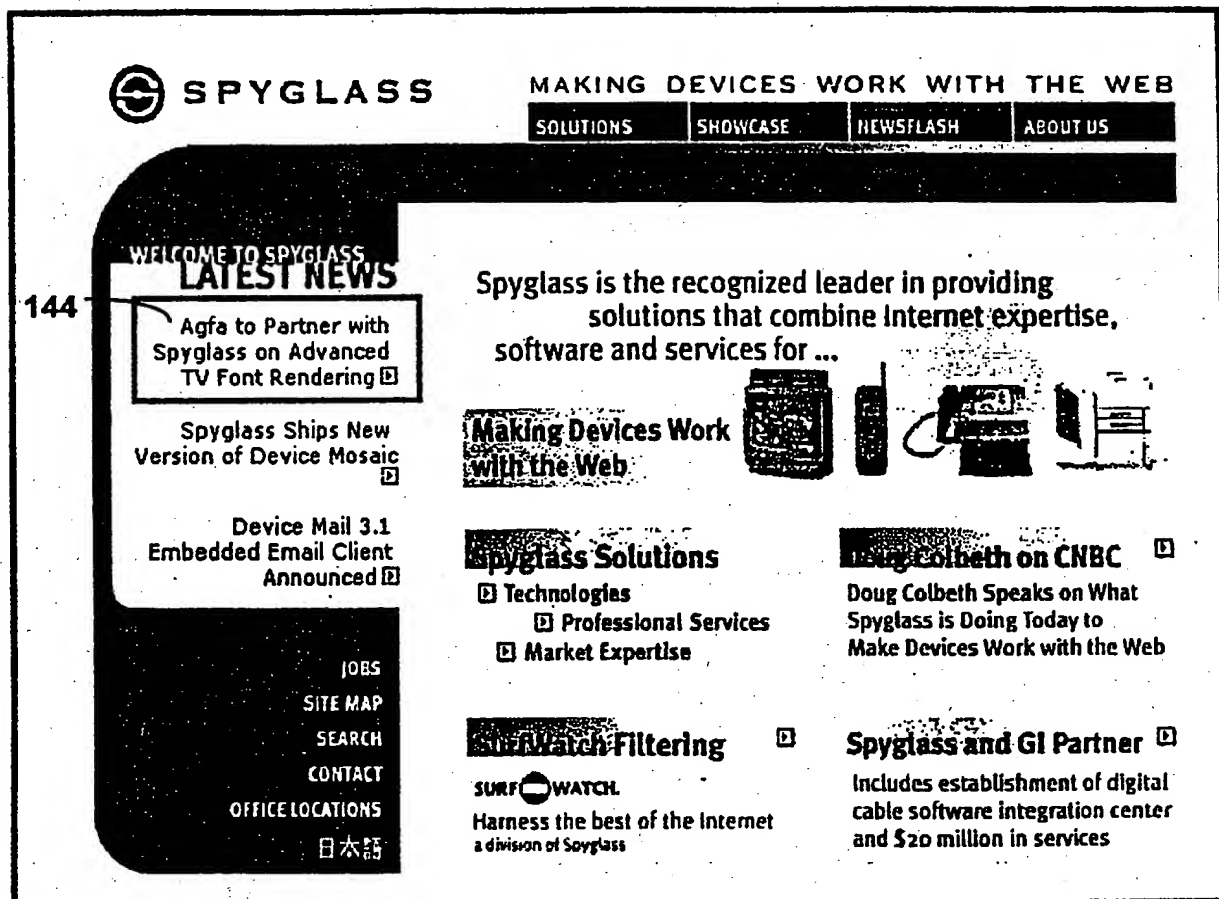 SPYGLASS
MAKING DEVICES WORK WITH THE WEB
SOLUTIONS
SHOWCASE
NEWSFLASH
ABOUT US
WELCOME TO SPYGLASS
LATEST NEWS
144
Agfa to Partner with
Spyglass on Advanced
TV Font Rendering
Spyglass Ships New
Version of Device Mosaic
Device Mail 3.1
Embedded Email Client
Announced
JOBS
SITE MAP
SEARCH
CONTACT
OFFICE LOCATIONS
日本語
Spyglass is the recognized leader in providing
solutions that combine Internet expertise,
software and services for ...
Making Devices Work
with the Web
Spyglass Solutions
Technologies
Professional Services
Market Expertise
Doug Colbeth on CNBC
Doug Colbeth Speaks on What
Spyglass is Doing Today to
Make Devices Work with the Web
SurfWatch Filtering
SURF WATCH.
Harness the best of the Internet
a division of Spyglass
Spyglass and GI Partner
Includes establishment of digital
cable software integration center
and $20 million in services